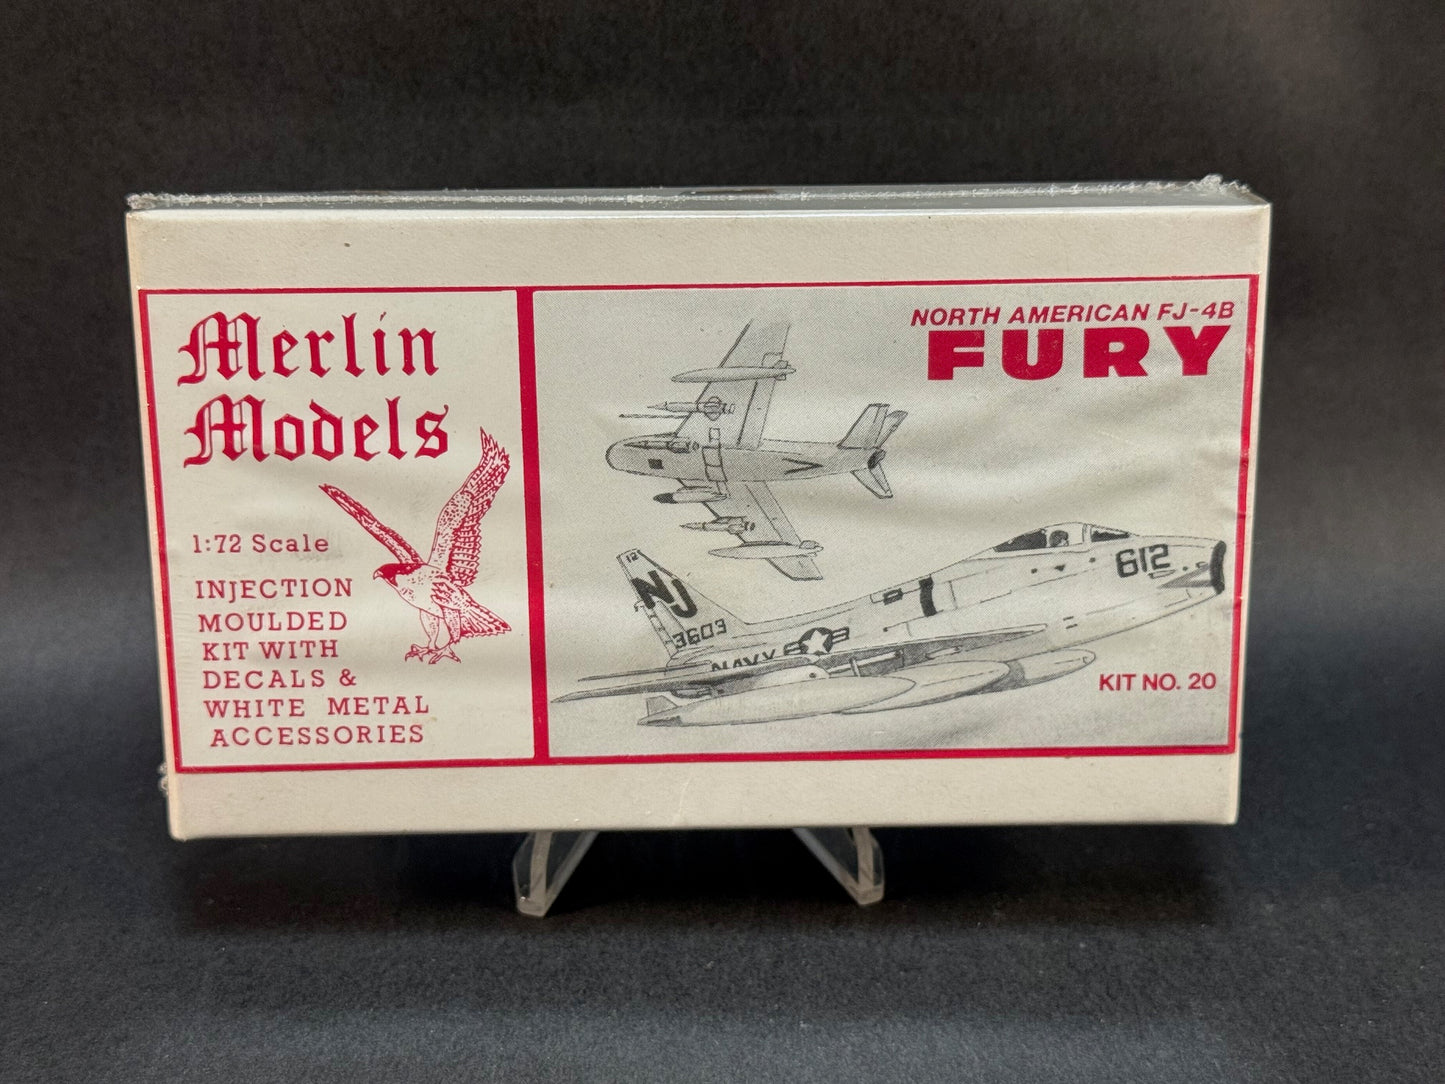 Merlin
Models
1:72 Scale
INJECTION
MOULDED
KIT WITH
DECALS &
WHITE METAL
ACCESSORIES
NORTH AMERICAN FJ-4B
FURY
612
12
NJ
3603
NAVY
KIT NO. 20